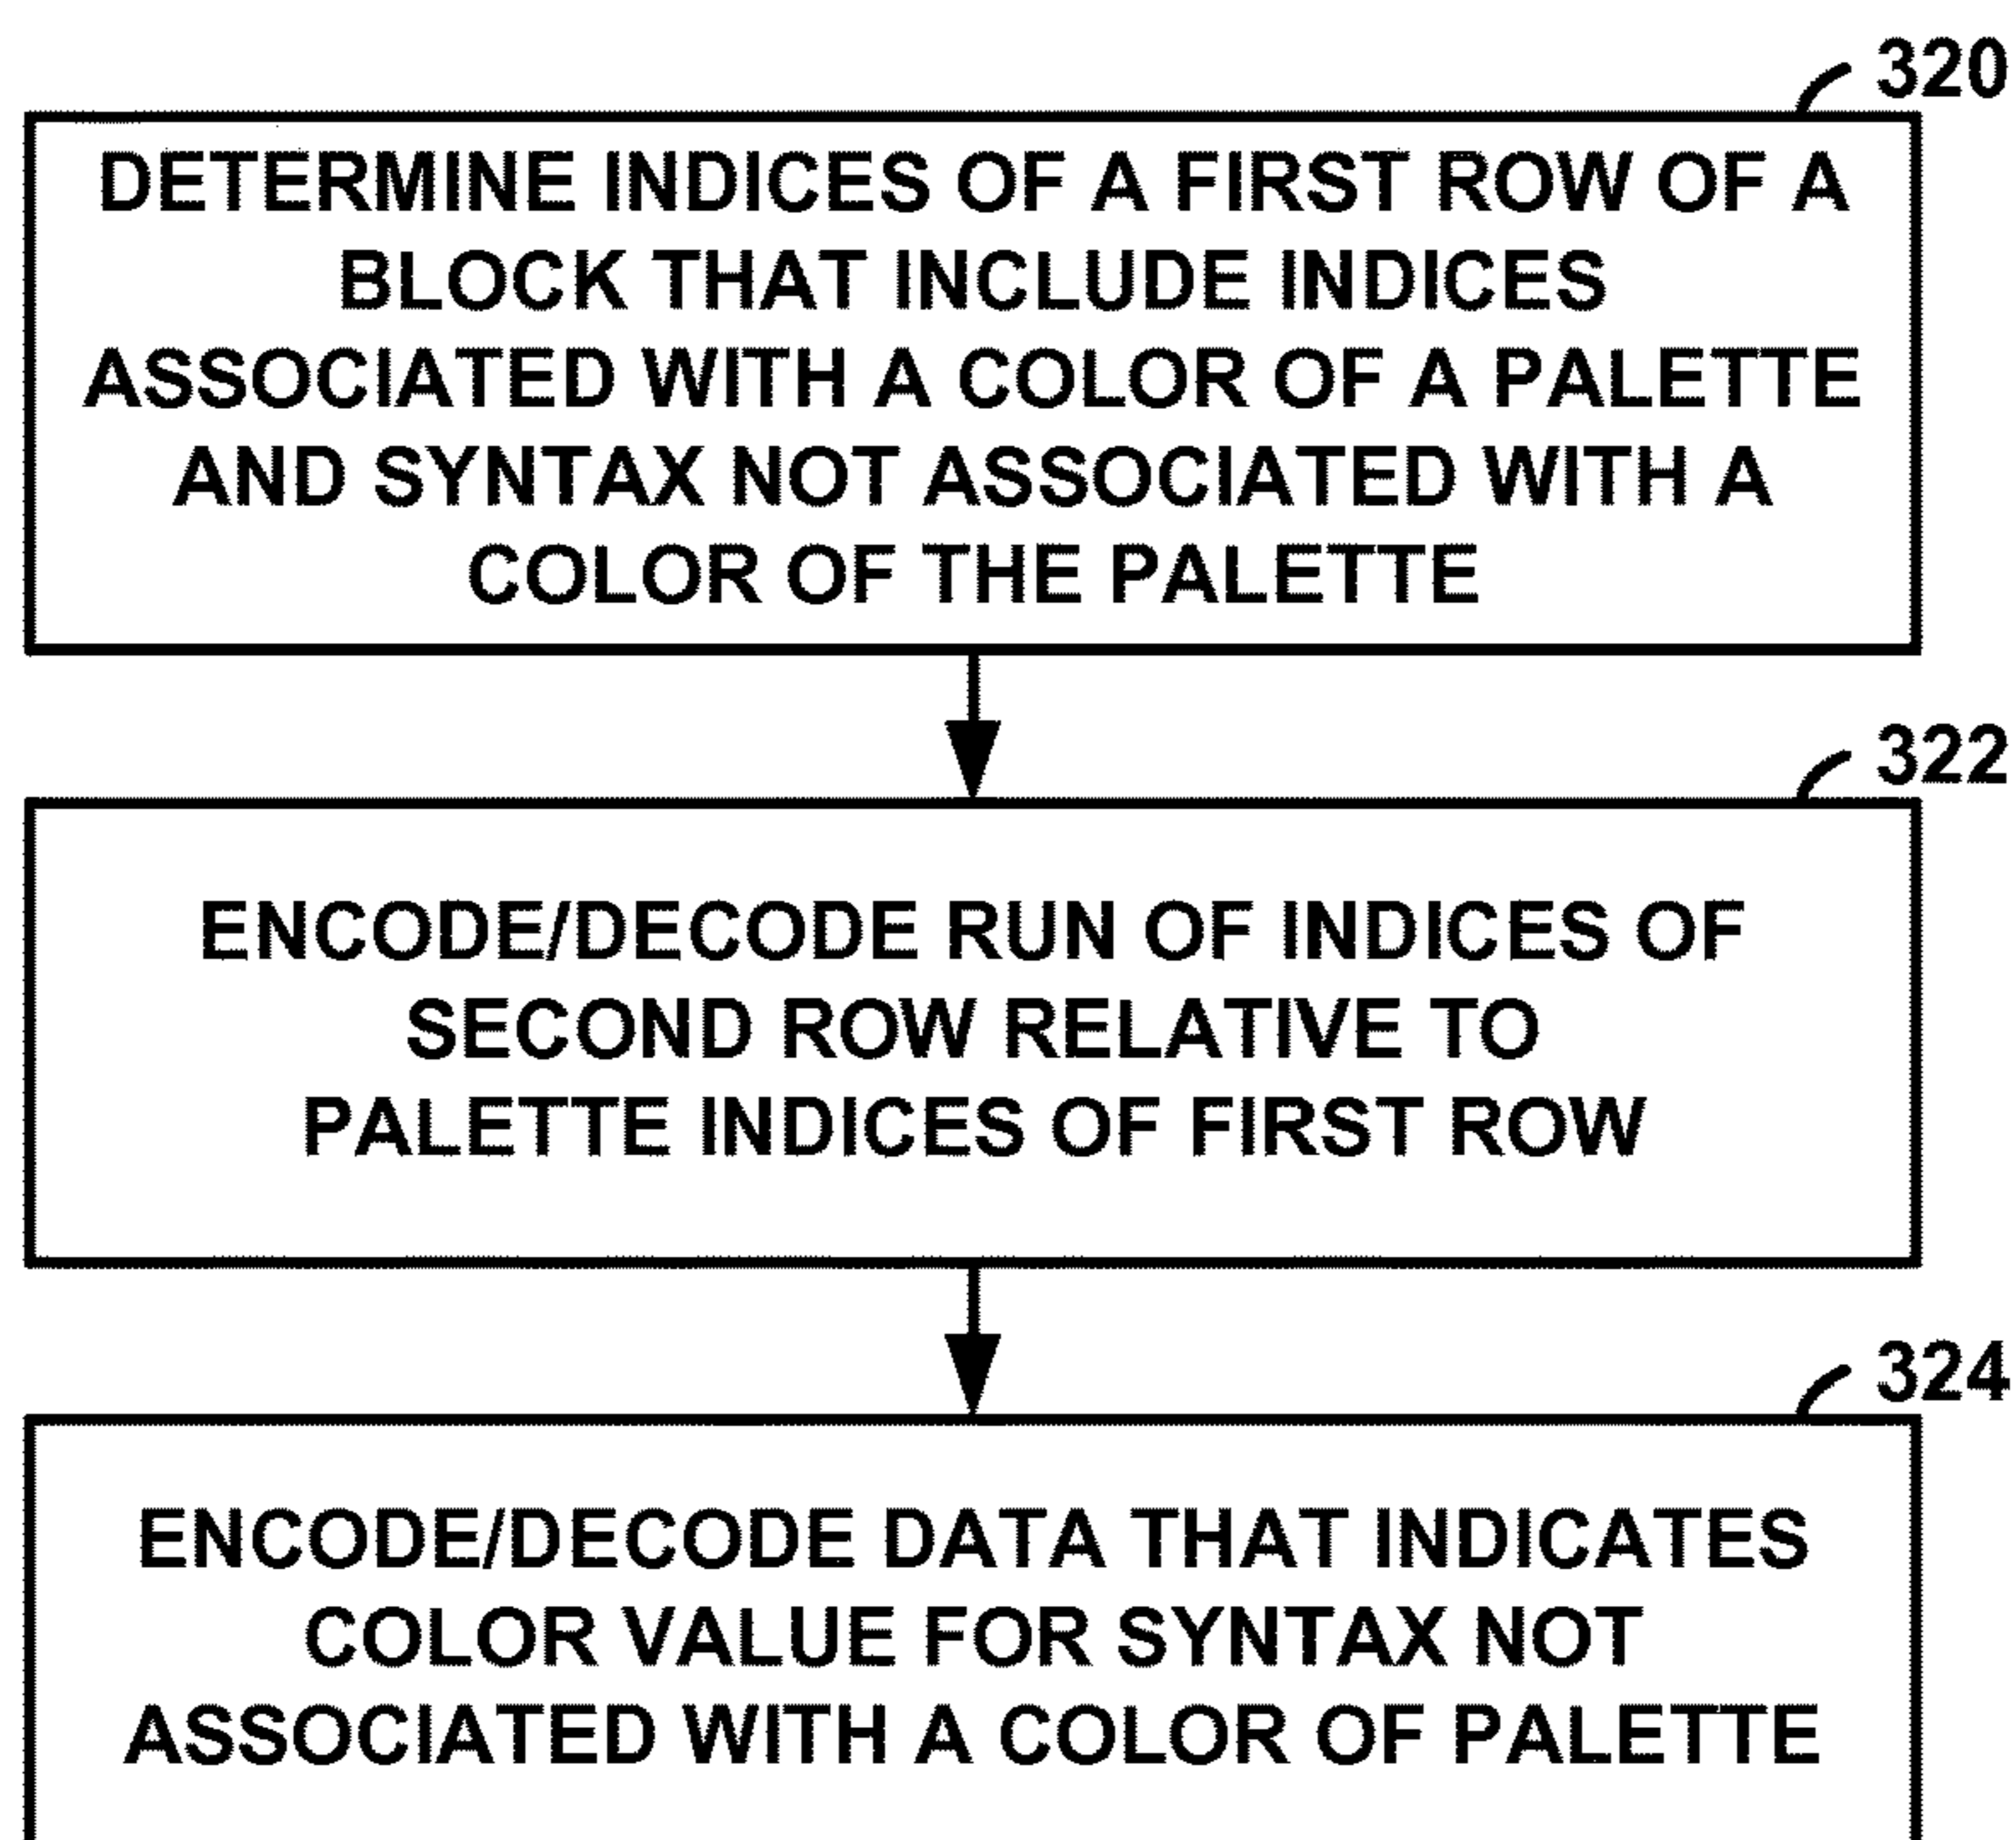 320
DETERMINE INDICES OF A FIRST ROW OF A
BLOCK THAT INCLUDE INDICES
ASSOCIATED WITH A COLOR OF A PALETTE
AND SYNTAX NOT ASSOCIATED WITH A
COLOR OF THE PALETTE
322
ENCODE/DECODE RUN OF INDICES OF
SECOND ROW RELATIVE TO
PALETTE INDICES OF FIRST ROW
324
ENCODE/DECODE DATA THAT INDICATES
COLOR VALUE FOR SYNTAX NOT
ASSOCIATED WITH A COLOR OF PALETTE